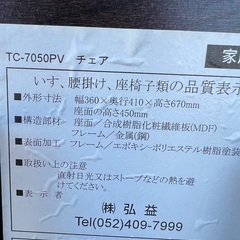 TC-7050PV チェア
家
いす、腰掛け、座椅子類の品質表示
■外形寸法 幅360×奥行410×高さ670mm
座面の高さ450mm
■構造部材 座面／合成樹脂化粧繊維板(MDF)
フレーム／金属(鋼)
■表面加工 フレーム／エポキシ・ポリエステル樹脂塗装
■取扱い上の注意
直射日光又はストーブなどの熱を避
けてください。
■表示者
㈱ 弘益
Tel(052)409-7999